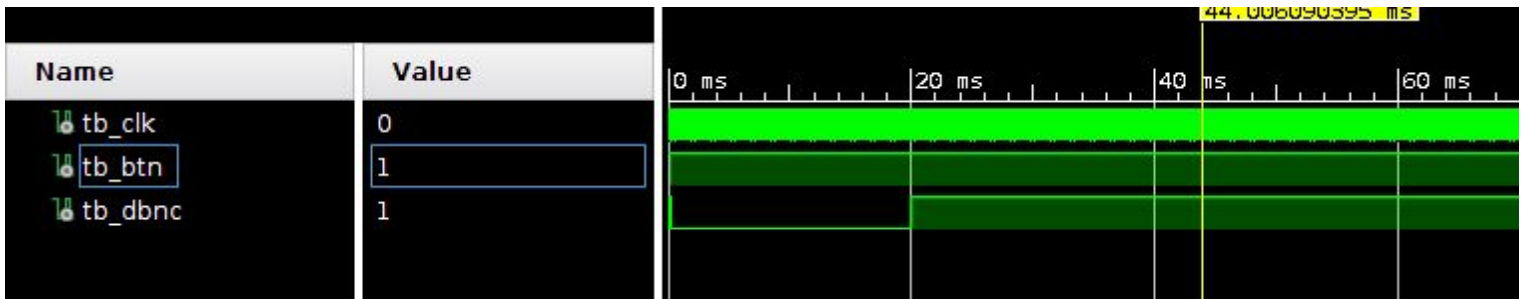 44.006090395 ms
Name Value
0 ms 20 ms 40 ms 60 ms
tb_clk 0
tb_btn 1
tb_dbnc 1